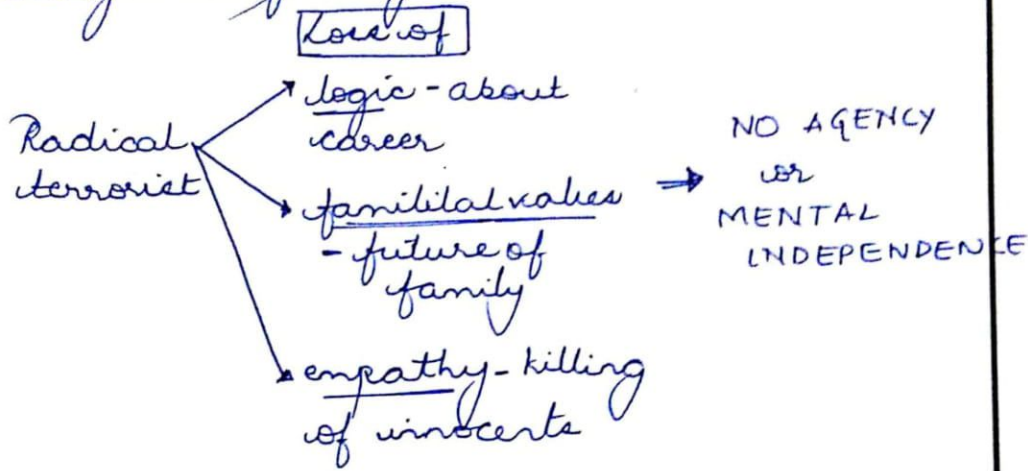 Loss of
logic - about
career
Radical
terrorist
familial values
- future of
family
empathy - killing
of innocents
NO AGENCY
or
MENTAL
INDEPENDENCE